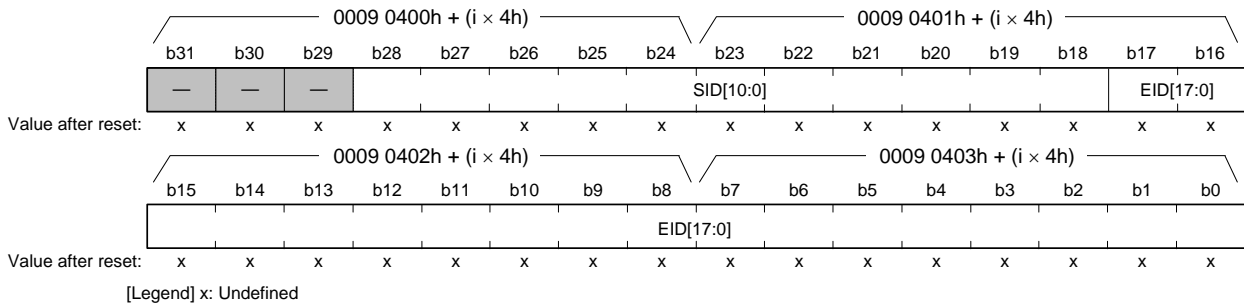 0009 0400h + (i × 4h) 0009 0401h + (i × 4h)
b31 b30 b29 b28 b27 b26 b25 b24 b23 b22 b21 b20 b19 b18 b17 b16
— — — SID[10:0] EID[17:0]
Value after reset: x x x x x x x x x x x x x x x x
0009 0402h + (i × 4h) 0009 0403h + (i × 4h)
b15 b14 b13 b12 b11 b10 b9 b8 b7 b6 b5 b4 b3 b2 b1 b0
EID[17:0]
Value after reset: x x x x x x x x x x x x x x x x
[Legend] x: Undefined